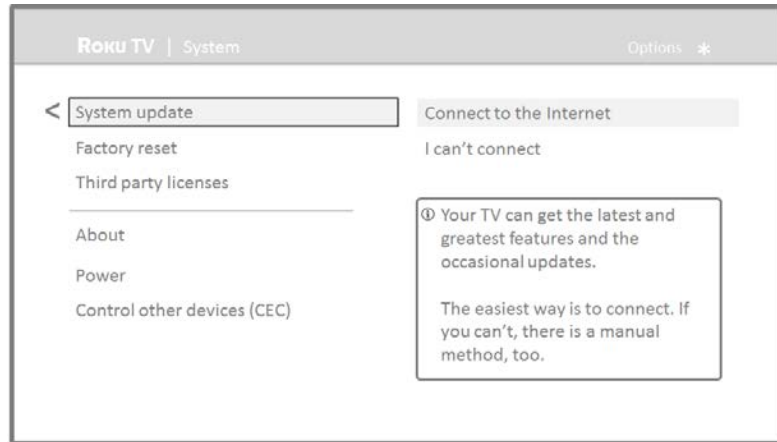 ROKU TV | System
Options *
< System update
Factory reset
Third party licenses
About
Power
Control other devices (CEC)
Connect to the Internet
I can't connect
Your TV can get the latest and
greatest features and the
occasional updates.
The easiest way is to connect. If
you can't, there is a manual
method, too.